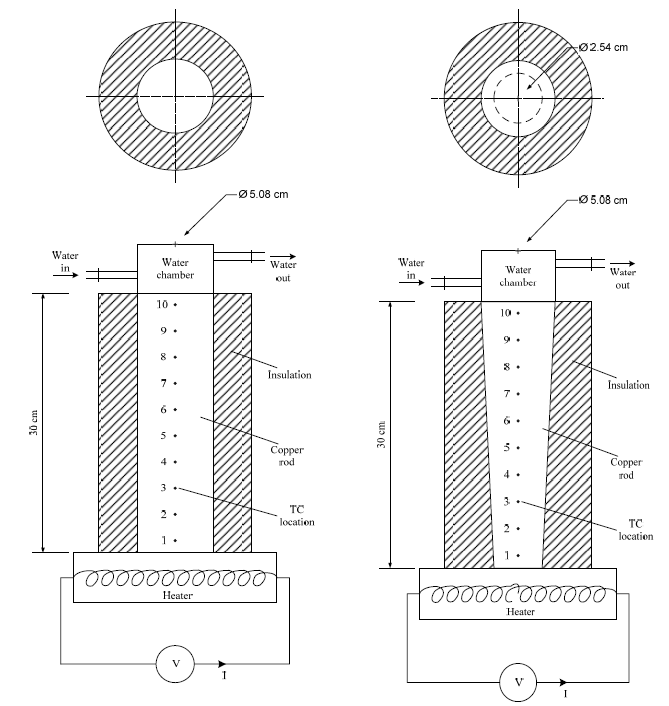 Ø 5.08 cm
Water
in
Water
chamber
Water
out
10
9
8
7
6
5
4
3
2
1
Insulation
Copper
rod
TC
location
30 cm
Heater
V
I
Ø 2.54 cm
Ø 5.08 cm
Water
in
Water
chamber
Water
out
10
9
8
7
6
5
4
3
2
1
Insulation
Copper
rod
TC
location
30 cm
Heater
V
I